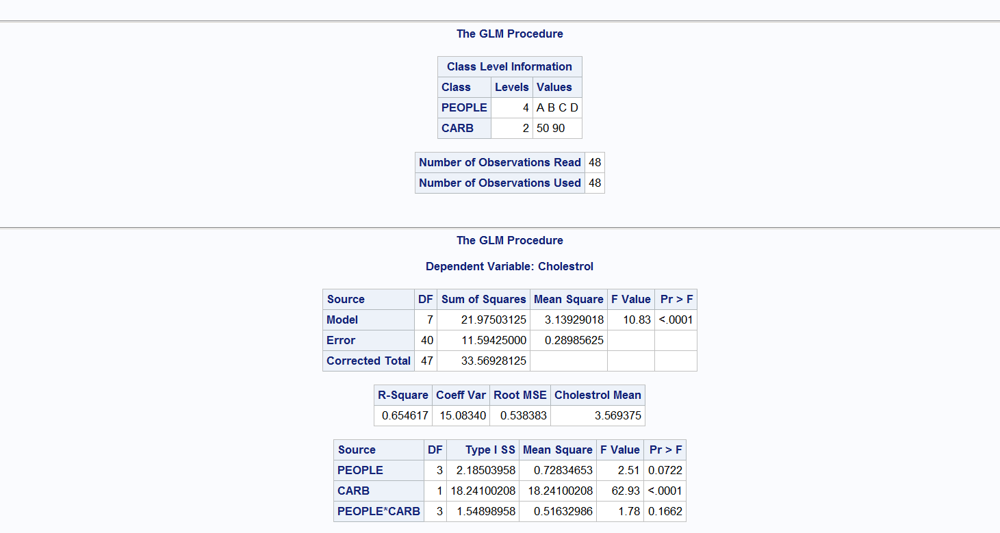 The GLM Procedure
Class Level Information
Class Levels Values
PEOPLE 4 A B C D
CARB 2 50 90
Number of Observations Read 48
Number of Observations Used 48
The GLM Procedure
Dependent Variable: Cholestrol
Source DF Sum of Squares Mean Square F Value Pr > F
Model 7 21.97503125 3.13929018 10.83 <.0001
Error 40 11.59425000 0.28985625
Corrected Total 47 33.56928125
R-Square Coeff Var Root MSE Cholestrol Mean
0.654617 15.08340 0.538383 3.569375
Source DF Type I SS Mean Square F Value Pr > F
PEOPLE 3 2.18503958 0.72834653 2.51 0.0722
CARB 1 18.24100208 18.24100208 62.93 <.0001
PEOPLE*CARB 3 1.54898958 0.51632986 1.78 0.1662